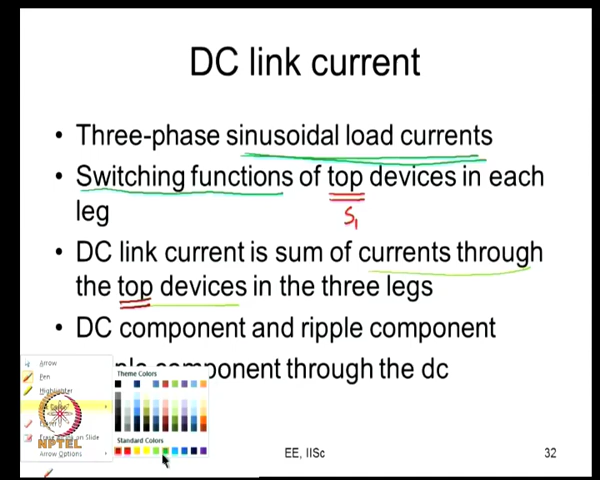 DC link current
• Three-phase sinusoidal load currents
• Switching functions of top devices in each
leg
S1
• DC link current is sum of currents through
the top devices in the three legs
• DC component and ripple component
component through the dc
Arrow
Pen
Highlighter
Arrow Options
Theme Colors
Standard Colors
NPTEL
EE, IISc
32